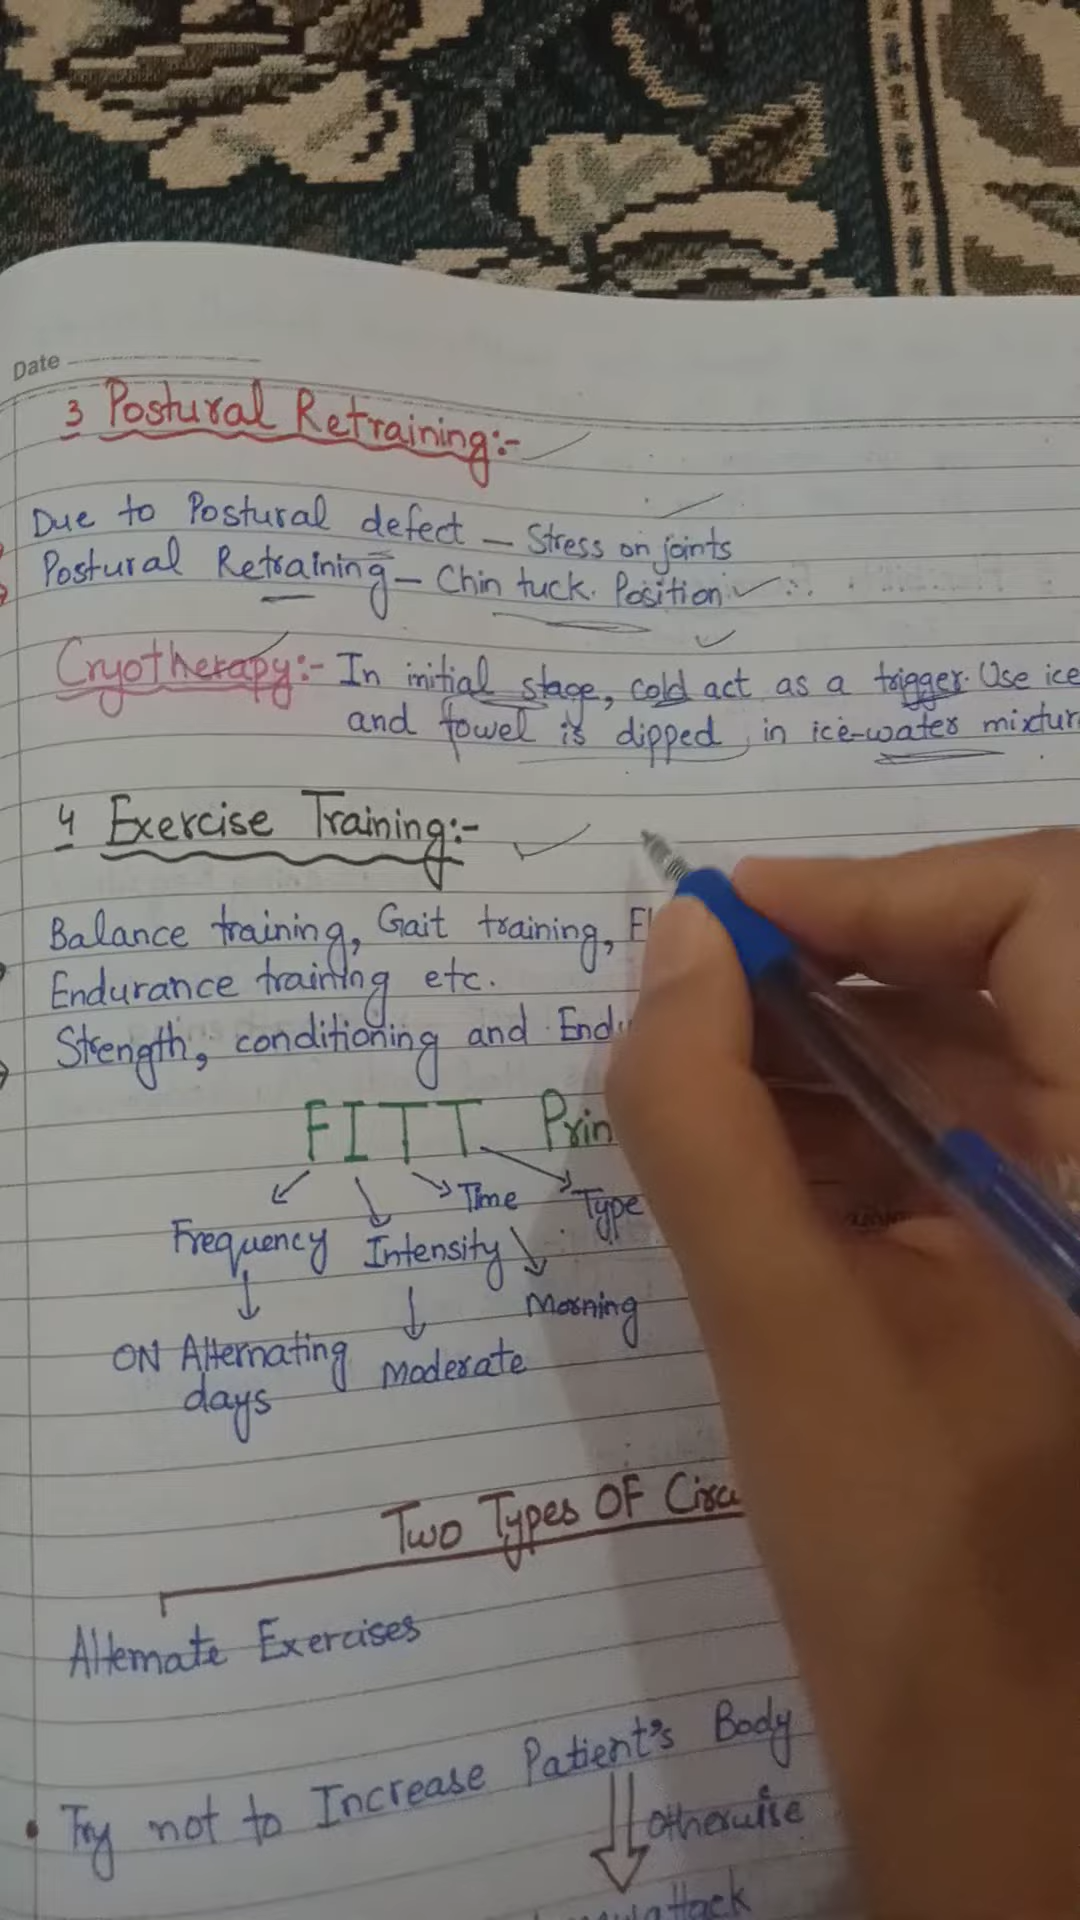 Date
3 Postural Retraining:-
Due to Postural defect — Stress on joints
Postural Retraining — Chin tuck. Position
Cryotherapy:- In initial stage, cold act as a trigger. Use ice
and towel is dipped in ice-water
4 Exercise Training:-
Balance training, Gait training,
Endurance training etc.
Strength, conditioning and
FITT
Time Type
Frequency Intensity
Morning
ON Alternating Moderate
days
Two Types OF
Alternate Exercises
• Try not to Increase Patient's Body
Otherwise
attack